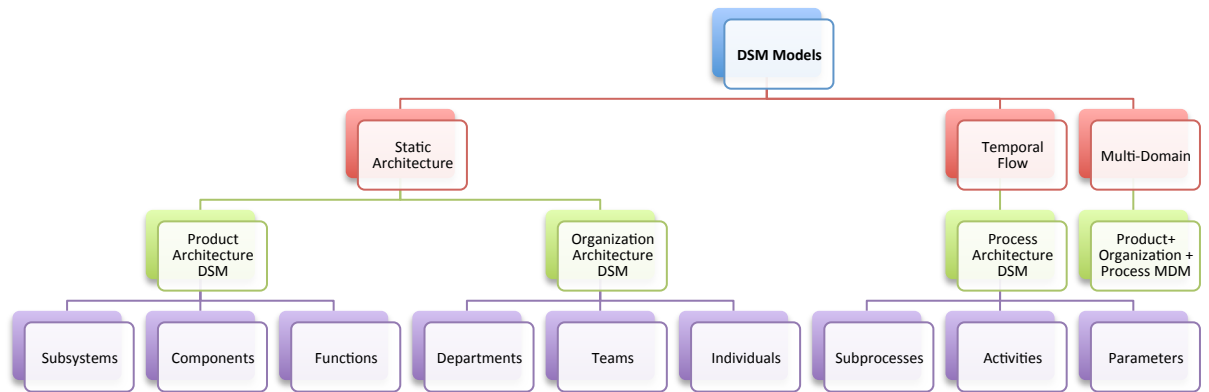 DSM Models
Static
Architecture
Temporal
Flow
Multi-Domain
Product
Architecture
DSM
Organization
Architecture
DSM
Process
Architecture
DSM
Product+
Organization +
Process MDM
Subsystems
Components
Functions
Departments
Teams
Individuals
Subprocesses
Activities
Parameters